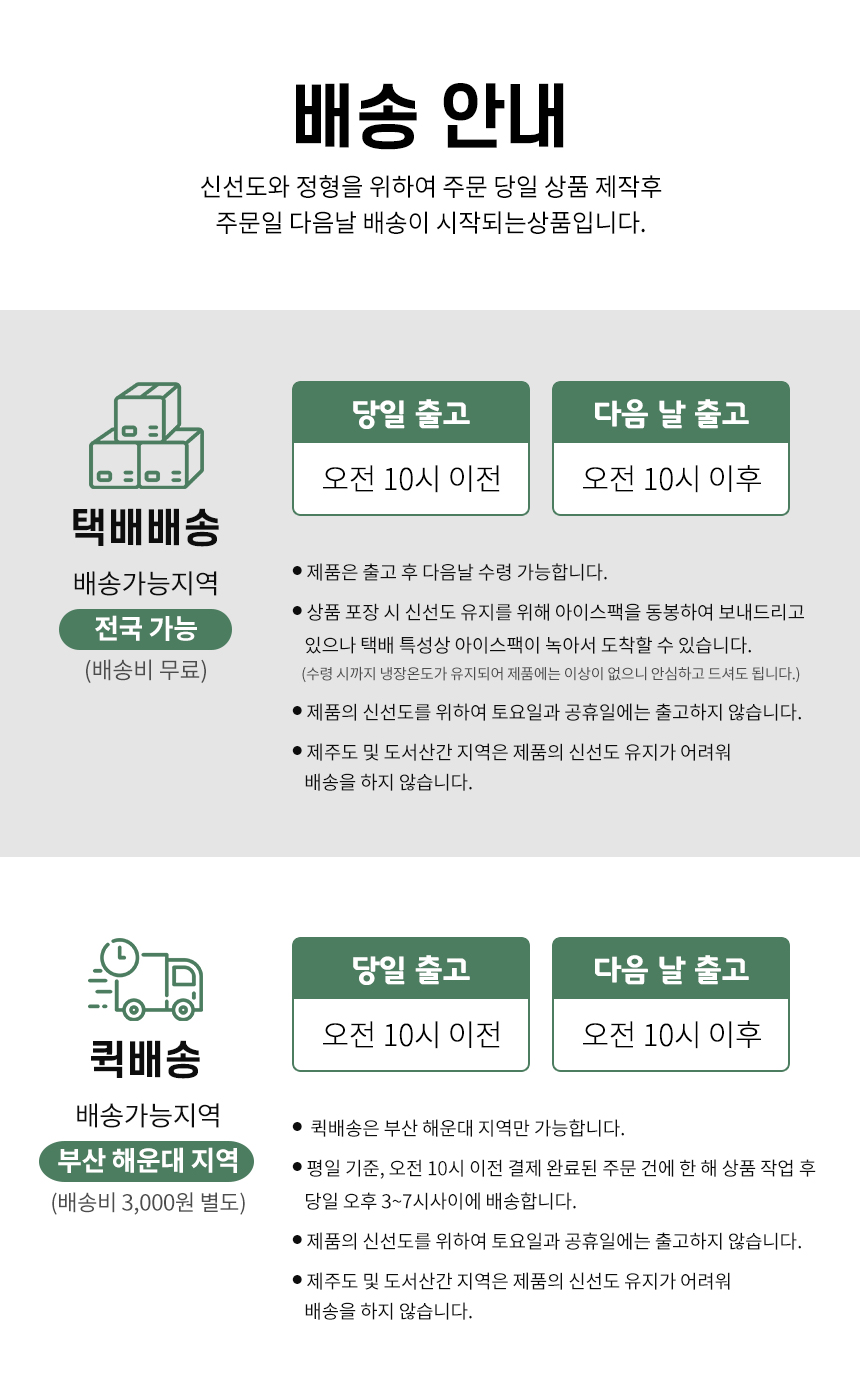 배송 안내
신선도와 정형을 위하여 주문 당일 상품 제작후
주문일 다음날 배송이 시작되는상품입니다.
택배배송
배송가능지역
전국 가능
(배송비 무료)
당일 출고
오전 10시 이전
다음 날 출고
오전 10시 이후
● 제품은 출고 후 다음날 수령 가능합니다.
● 상품 포장 시 신선도 유지를 위해 아이스팩을 동봉하여 보내드리고
있으나 택배 특성상 아이스팩이 녹아서 도착할 수 있습니다.
(수령 시까지 냉장온도가 유지되어 제품에는 이상이 없으니 안심하고 드셔도 됩니다.)
● 제품의 신선도를 위하여 토요일과 공휴일에는 출고하지 않습니다.
● 제주도 및 도서산간 지역은 제품의 신선도 유지가 어려워
배송을 하지 않습니다.
퀵배송
배송가능지역
부산 해운대 지역
(배송비 3,000원 별도)
당일 출고
오전 10시 이전
다음 날 출고
오전 10시 이후
● 퀵배송은 부산 해운대 지역만 가능합니다.
● 평일 기준, 오전 10시 이전 결제 완료된 주문 건에 한 해 상품 작업 후
당일 오후 3~7시사이에 배송합니다.
● 제품의 신선도를 위하여 토요일과 공휴일에는 출고하지 않습니다.
● 제주도 및 도서산간 지역은 제품의 신선도 유지가 어려워
배송을 하지 않습니다.